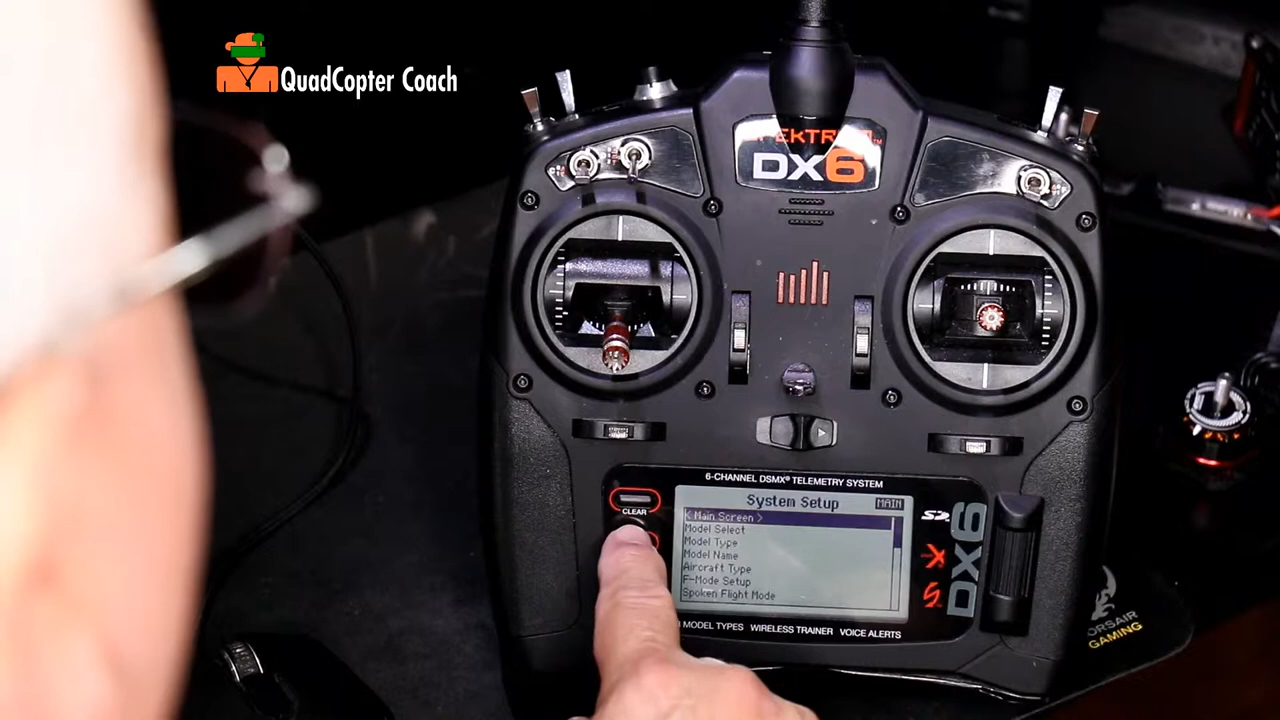 QuadCopter Coach
DX6
CLEAR
6-CHANNEL DSMX® TELEMETRY SYSTEM
System Setup
MAIN
< Main Screen >
Model Select
Model Type
Model Name
Aircraft Type
F-Mode Setup
Spoken Flight Mode
MODEL TYPES WIRELESS TRAINER VOICE ALERTS
SD
DX6
GAMING